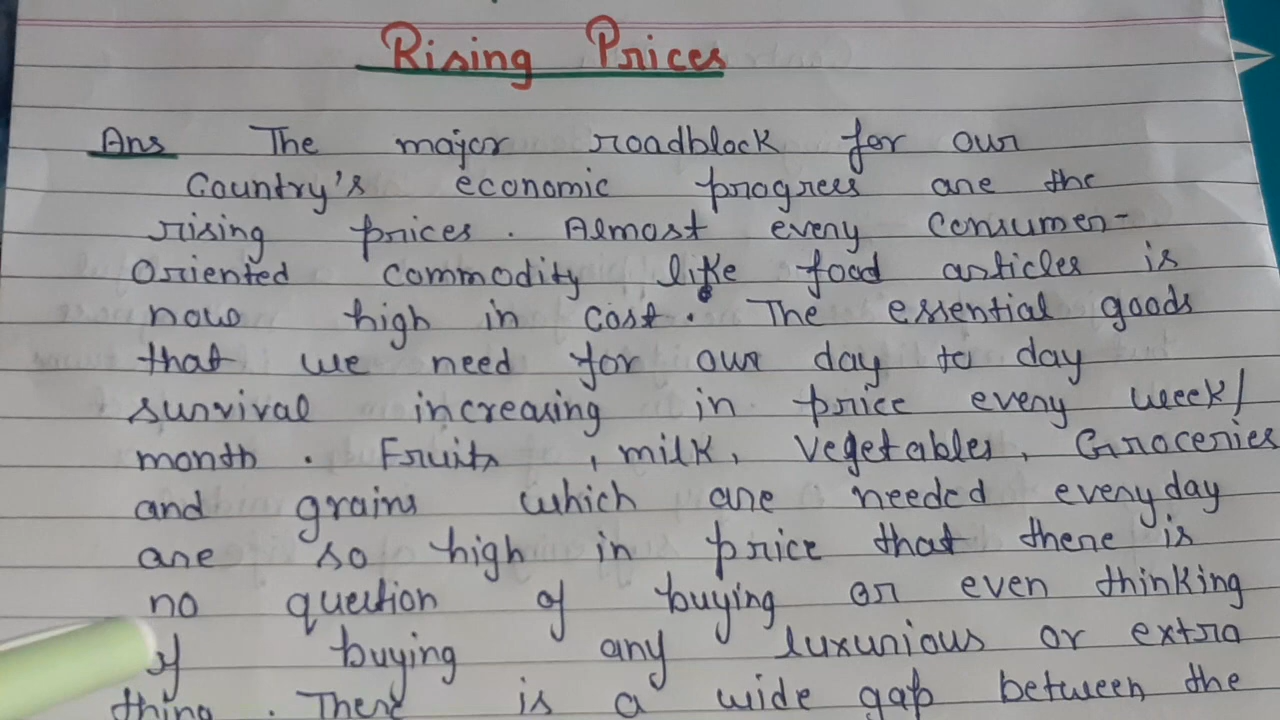 Rising Prices
Ans The major roadblock for our
Country's economic progress are the
rising prices. Almost every consumer-
Oriented commodity like food articles is
now high in cost. The essential goods
that we need for our day to day
survival increasing in price every week/
month. Fruits, milk, vegetables, Groceries
and grains which are needed everyday
are so high in price that there is
no question of buying or even thinking
of buying any luxurious or extra
thing. There is a wide gap between the